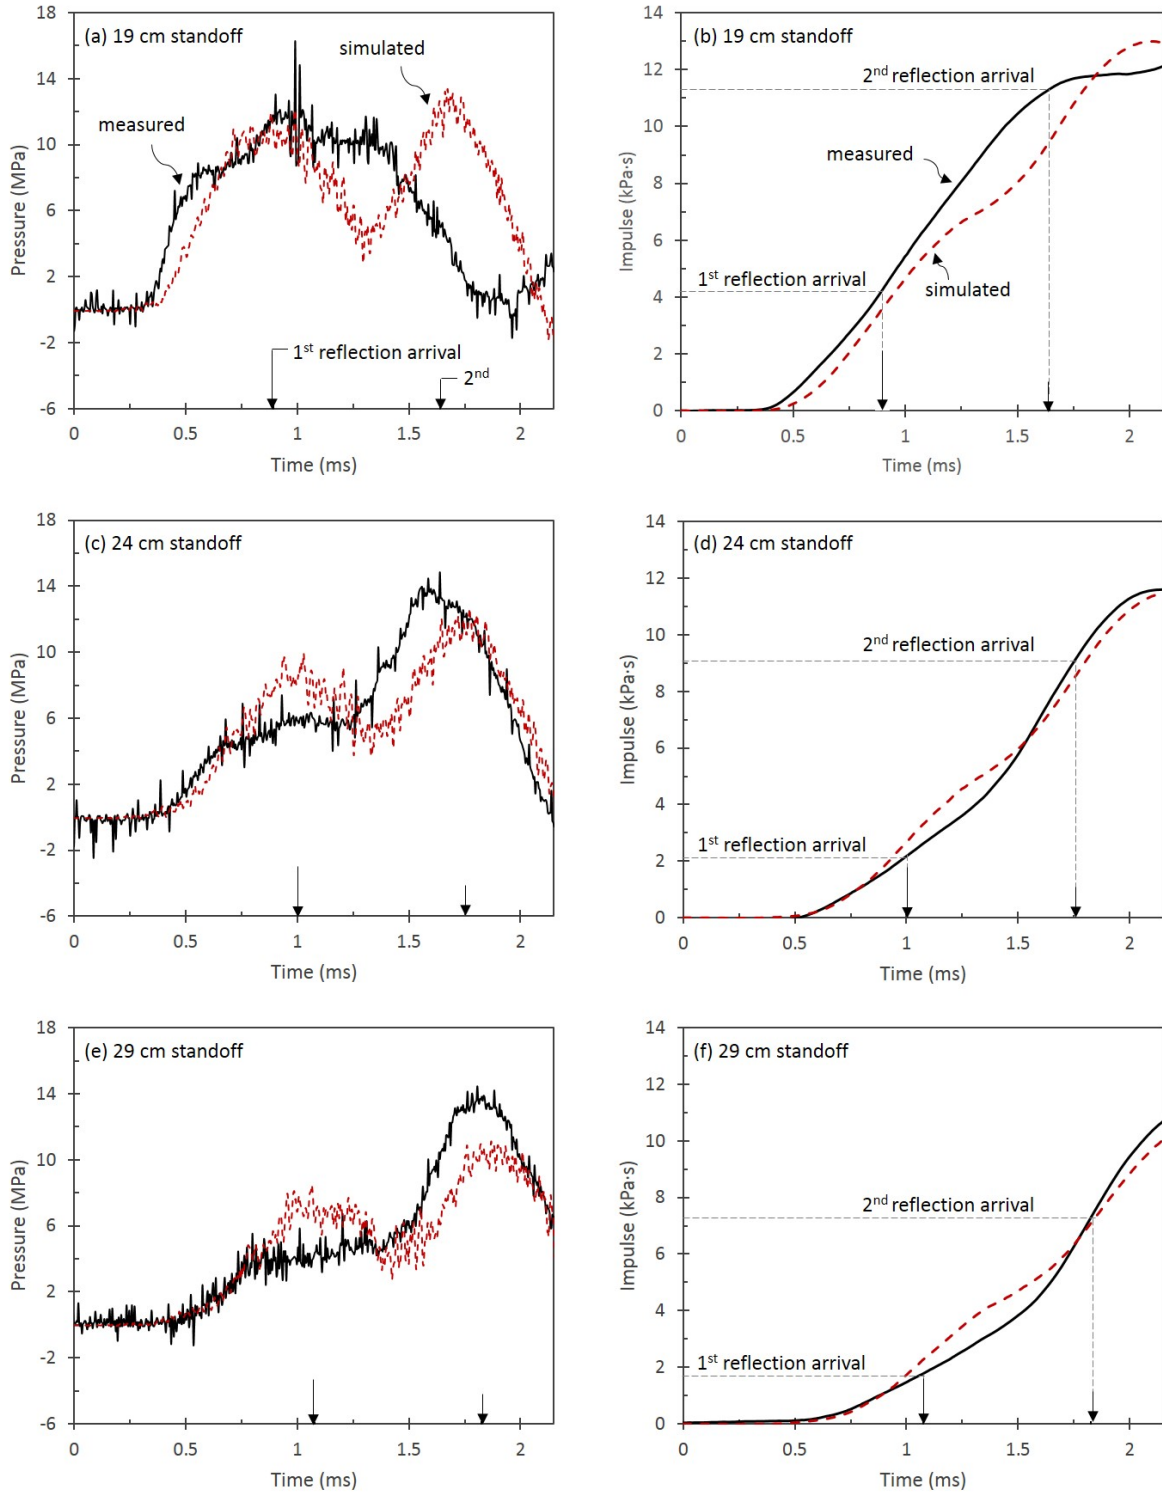 (a) 19 cm standoff
18
14
10
6
2
-2
-6
Pressure (MPa)
measured
simulated
1st reflection arrival
2nd
0 0.5 1 1.5 2
Time (ms)
(b) 19 cm standoff
14
12
10
8
6
4
2
0
Impulse (kPa·s)
2nd reflection arrival
measured
1st reflection arrival
simulated
0 0.5 1 1.5 2
Time (ms)
(c) 24 cm standoff
18
14
10
6
2
-2
-6
Pressure (MPa)
0 0.5 1 1.5 2
Time (ms)
(d) 24 cm standoff
14
12
10
8
6
4
2
0
Impulse (kPa·s)
2nd reflection arrival
1st reflection arrival
0 0.5 1 1.5 2
Time (ms)
(e) 29 cm standoff
18
14
10
6
2
-2
-6
Pressure (MPa)
0 0.5 1 1.5 2
Time (ms)
(f) 29 cm standoff
14
12
10
8
6
4
2
0
Impulse (kPa·s)
2nd reflection arrival
1st reflection arrival
0 0.5 1 1.5 2
Time (ms)